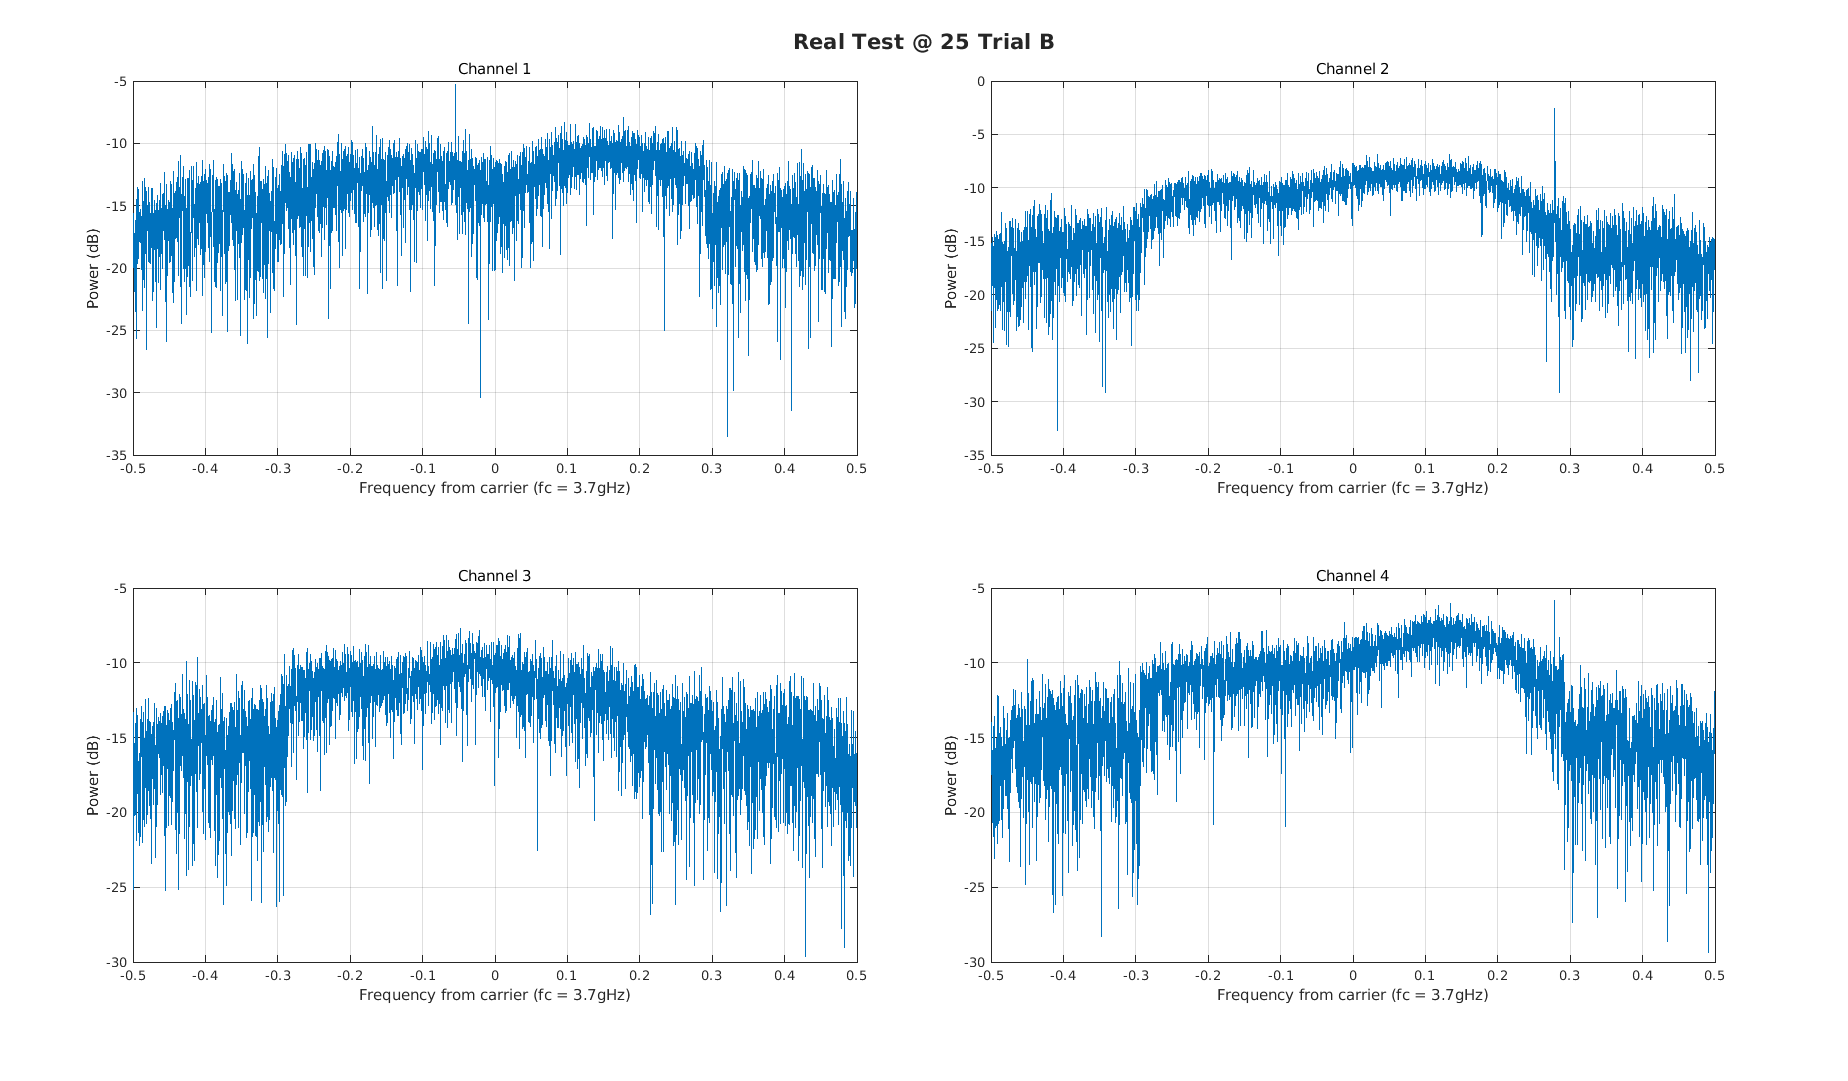 Real Test @ 25 Trial B
Channel 1
-5
-10
-15
-20
-25
-30
-35
Power (dB)
-0.5 -0.4 -0.3 -0.2 -0.1 0 0.1 0.2 0.3 0.4 0.5
Frequency from carrier (fc = 3.7gHz)
Channel 2
0
-5
-10
-15
-20
-25
-30
-35
Power (dB)
-0.5 -0.4 -0.3 -0.2 -0.1 0 0.1 0.2 0.3 0.4 0.5
Frequency from carrier (fc = 3.7gHz)
Channel 3
-5
-10
-15
-20
-25
-30
Power (dB)
-0.5 -0.4 -0.3 -0.2 -0.1 0 0.1 0.2 0.3 0.4 0.5
Frequency from carrier (fc = 3.7gHz)
Channel 4
-5
-10
-15
-20
-25
-30
Power (dB)
-0.5 -0.4 -0.3 -0.2 -0.1 0 0.1 0.2 0.3 0.4 0.5
Frequency from carrier (fc = 3.7gHz)